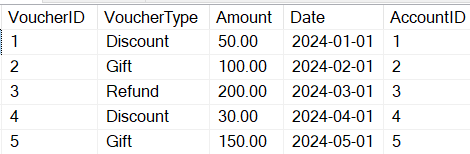 VoucherID VoucherType Amount Date AccountID
1 Discount 50.00 2024-01-01 1
2 Gift 100.00 2024-02-01 2
3 Refund 200.00 2024-03-01 3
4 Discount 30.00 2024-04-01 4
5 Gift 150.00 2024-05-01 5